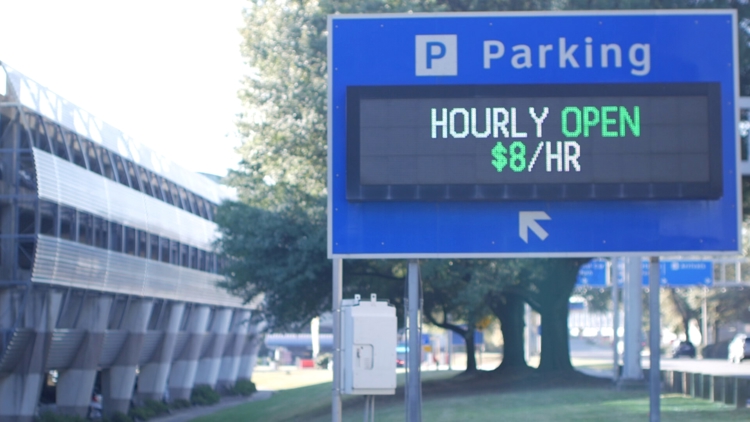 P Parking
HOURLY OPEN
$8/HR